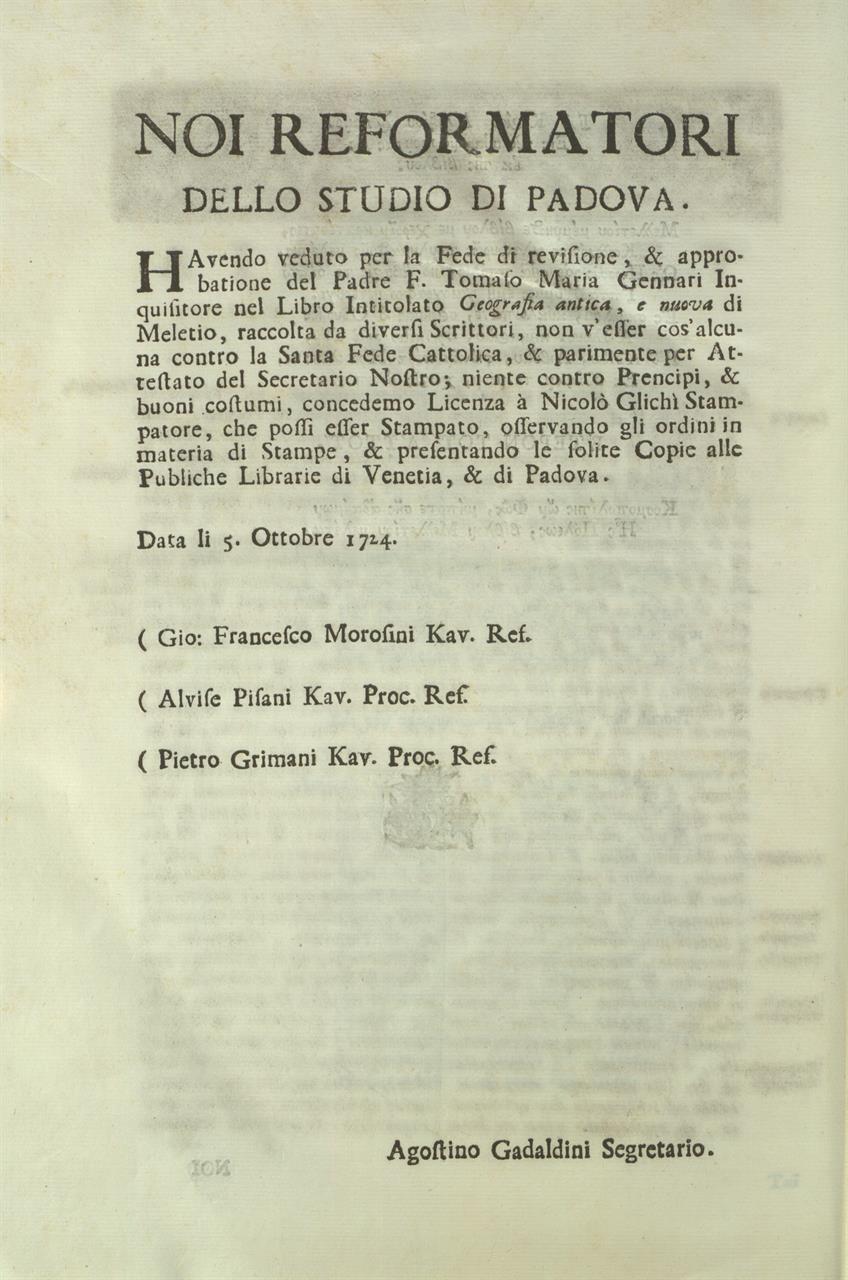 NOI REFORMATORI
DELLO STUDIO DI PADOVA.
HAvendo veduto per la Fede di reviſione, & appro-
batione del Padre F. Tomaſo Maria Gennari In-
quiſitore nel Libro Intitolato Geografia antica, e nuova di
Meletio, raccolta da diverſi Scrittori, non v'eſſer cos'alcu-
na contro la Santa Fede Cattolica, & parimente per At-
teſtato del Secretario Noſtro; niente contro Prencipi, &
buoni coſtumi, concedemo Licenza à Nicolò Glichì Stam-
patore, che poſſi eſſer Stampato, oſſervando gli ordini in
materia di Stampe, & preſentando le ſolite Copie alle
Publiche Librarie di Venetia, & di Padova.
Data li 5. Ottobre 1724.
( Gio: Franceſco Moroſini Kav. Reſ.
( Alviſe Piſani Kav. Proc. Reſ.
( Pietro Grimani Kav. Proc. Reſ.
Agoſtino Gadaldini Segretario.